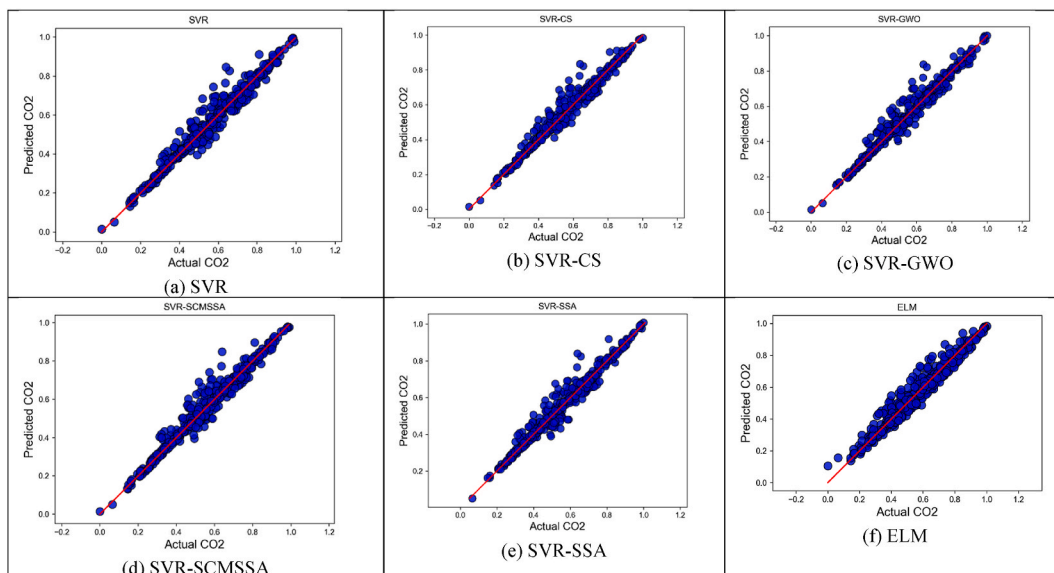 SVR
Predicted CO2
1.0
0.8
0.6
0.4
0.2
0.0
−0.2 0.0 0.2 0.4 0.6 0.8 1.0 1.2
Actual CO2
(a) SVR
SVR-CS
Predicted CO2
1.0
0.8
0.6
0.4
0.2
0.0
−0.2 0.0 0.2 0.4 0.6 0.8 1.0 1.2
Actual CO2
(b) SVR-CS
SVR-GWO
Predicted CO2
1.0
0.8
0.6
0.4
0.2
0.0
−0.2 0.0 0.2 0.4 0.6 0.8 1.0 1.2
Actual CO2
(c) SVR-GWO
SVR-SCMSSA
Predicted CO2
1.0
0.8
0.6
0.4
0.2
0.0
−0.2 0.0 0.2 0.4 0.6 0.8 1.0 1.2
Actual CO2
(d) SVR-SCMSSA
SVR-SSA
Predicted CO2
1.0
0.8
0.6
0.4
0.2
0.0 0.2 0.4 0.6 0.8 1.0 1.2
Actual CO2
(e) SVR-SSA
ELM
Predicted CO2
1.0
0.8
0.6
0.4
0.2
0.0
−0.2 0.0 0.2 0.4 0.6 0.8 1.0 1.2
Actual CO2
(f) ELM